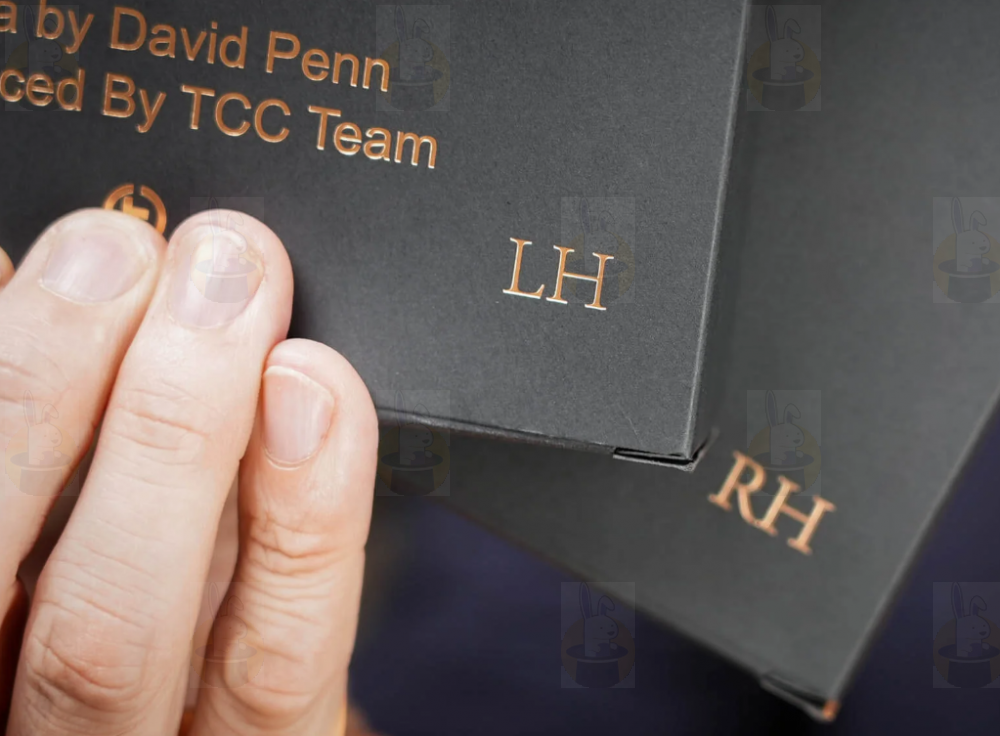 a by David Penn
ced By TCC Team
LH
RH